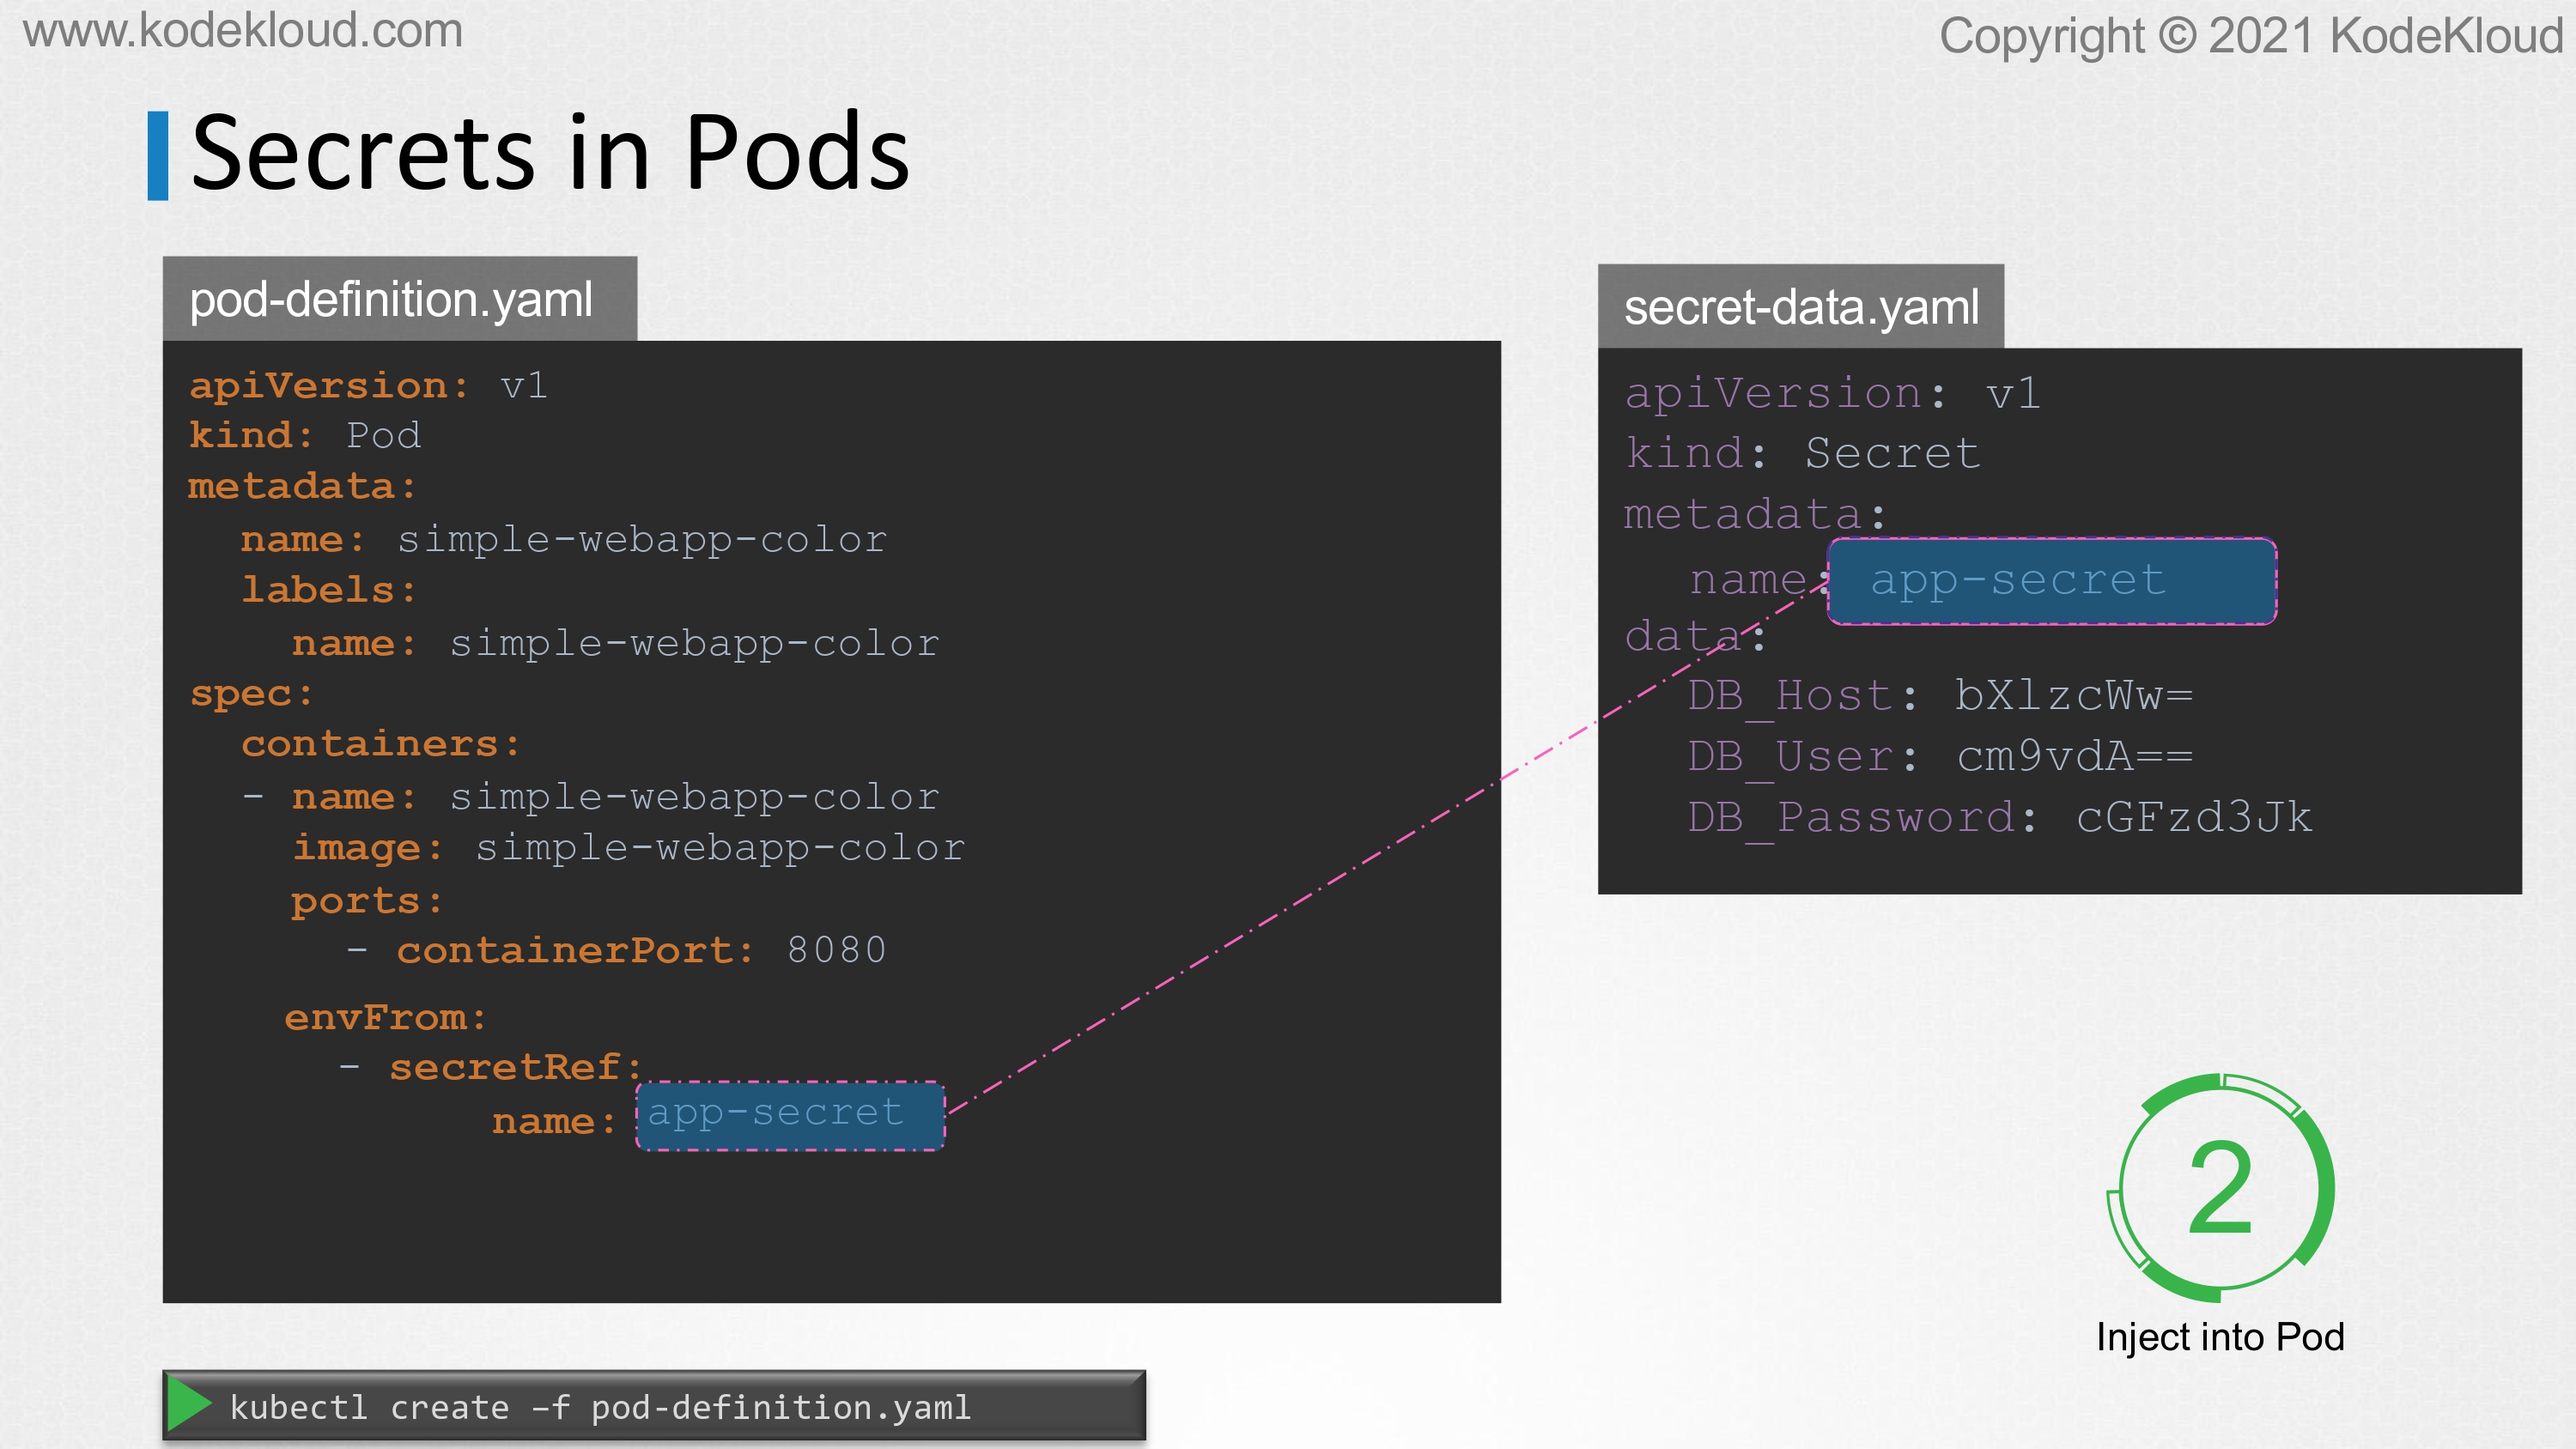 www.kodekloud.com
Copyright © 2021 KodeKloud
Secrets in Pods
pod-definition.yaml
apiVersion: v1
kind: Pod
metadata:
  name: simple-webapp-color
  labels:
    name: simple-webapp-color
spec:
  containers:
  - name: simple-webapp-color
    image: simple-webapp-color
    ports:
      - containerPort: 8080
    envFrom:
      - secretRef:
            name: app-secret
secret-data.yaml
apiVersion: v1
kind: Secret
metadata:
  name: app-secret
data:
  DB_Host: bXlzcWw=
  DB_User: cm9vdA==
  DB_Password: cGFzd3Jk
2
Inject into Pod
kubectl create –f pod-definition.yaml